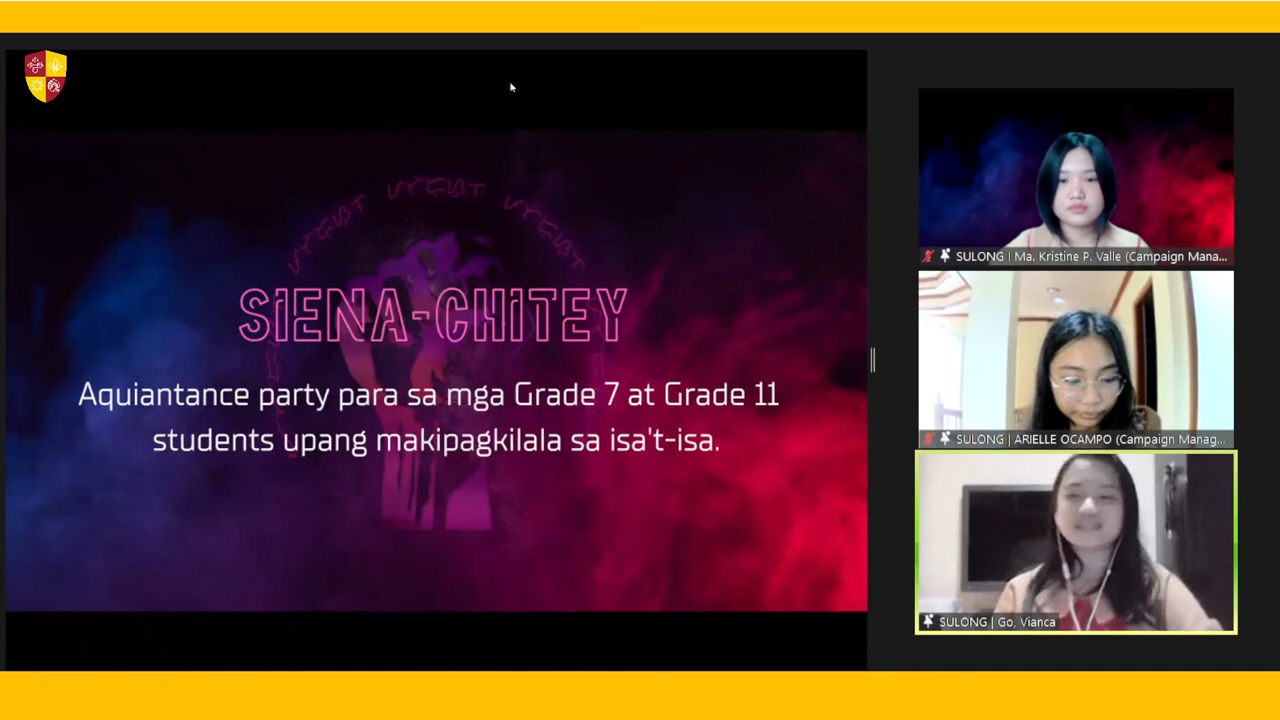 SIENA-CHITEY
Aquiantance party para sa mga Grade 7 at Grade 11
students upang makipagkilala sa isa't-isa.
SULONG | Ma. Kristine P. Valle (Campaign Mana...
SULONG | ARIELLE OCAMPO (Campaign Manag...
SULONG | Go, Vianca